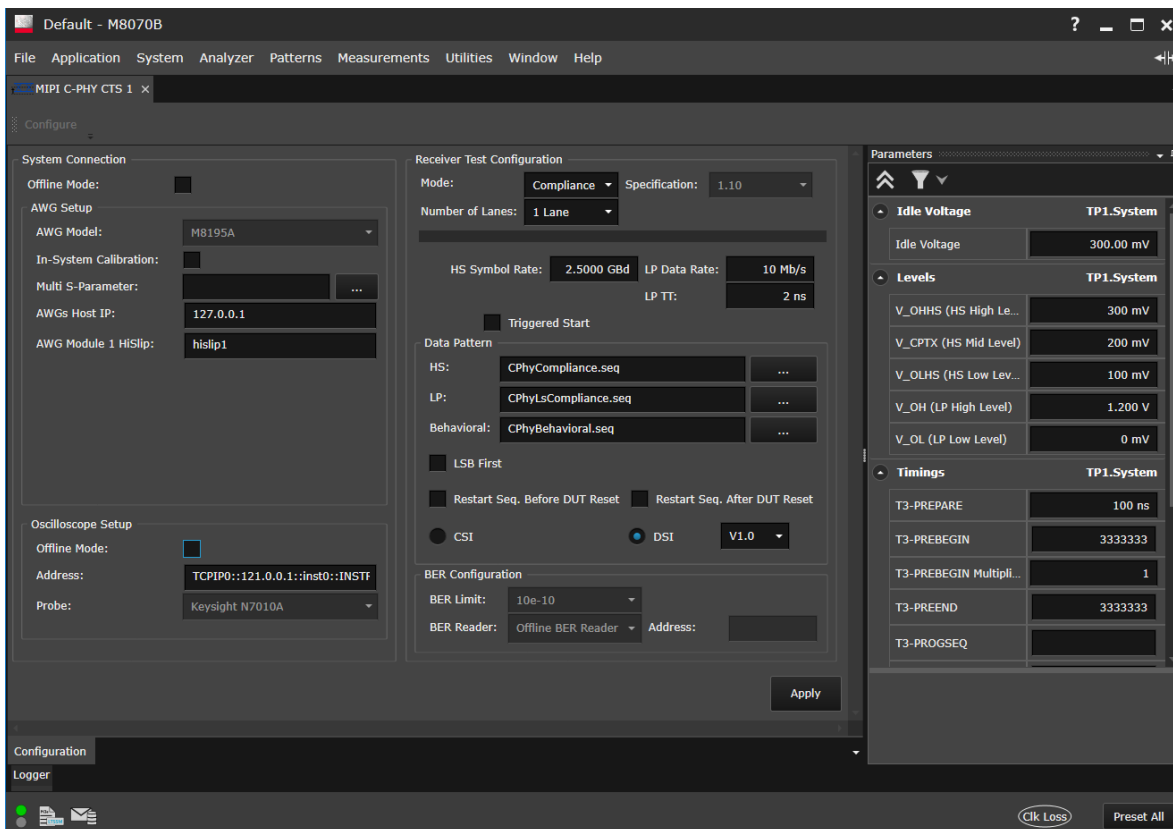 Default - M8070B
?
File Application System Analyzer Patterns Measurements Utilities Window Help
MIPI C-PHY CTS 1 ×
Configure
System Connection
Offline Mode:
AWG Setup
AWG Model: M8195A
In-System Calibration:
Multi S-Parameter: ...
AWGs Host IP: 127.0.0.1
AWG Module 1 HiSlip: hislip1
Oscilloscope Setup
Offline Mode:
Address: TCPIP0::121.0.0.1::inst0::INSTF
Probe: Keysight N7010A
Receiver Test Configuration
Mode: Compliance Specification: 1.10
Number of Lanes: 1 Lane
HS Symbol Rate: 2.5000 GBd LP Data Rate: 10 Mb/s
LP TT: 2 ns
Triggered Start
Data Pattern
HS: CPhyCompliance.seq ...
LP: CPhyLsCompliance.seq ...
Behavioral: CPhyBehavioral.seq ...
LSB First
Restart Seq. Before DUT Reset Restart Seq. After DUT Reset
CSI DSI V1.0
BER Configuration
BER Limit: 10e-10
BER Reader: Offline BER Reader Address:
Apply
Parameters
Idle Voltage TP1.System
Idle Voltage 300.00 mV
Levels TP1.System
V_OHHS (HS High Le... 300 mV
V_CPTX (HS Mid Level) 200 mV
V_OLHS (HS Low Lev... 100 mV
V_OH (LP High Level) 1.200 V
V_OL (LP Low Level) 0 mV
Timings TP1.System
T3-PREPARE 100 ns
T3-PREBEGIN 3333333
T3-PREBEGIN Multipli... 1
T3-PREEND 3333333
T3-PROGSEQ
Configuration
Logger
Clk Loss Preset All